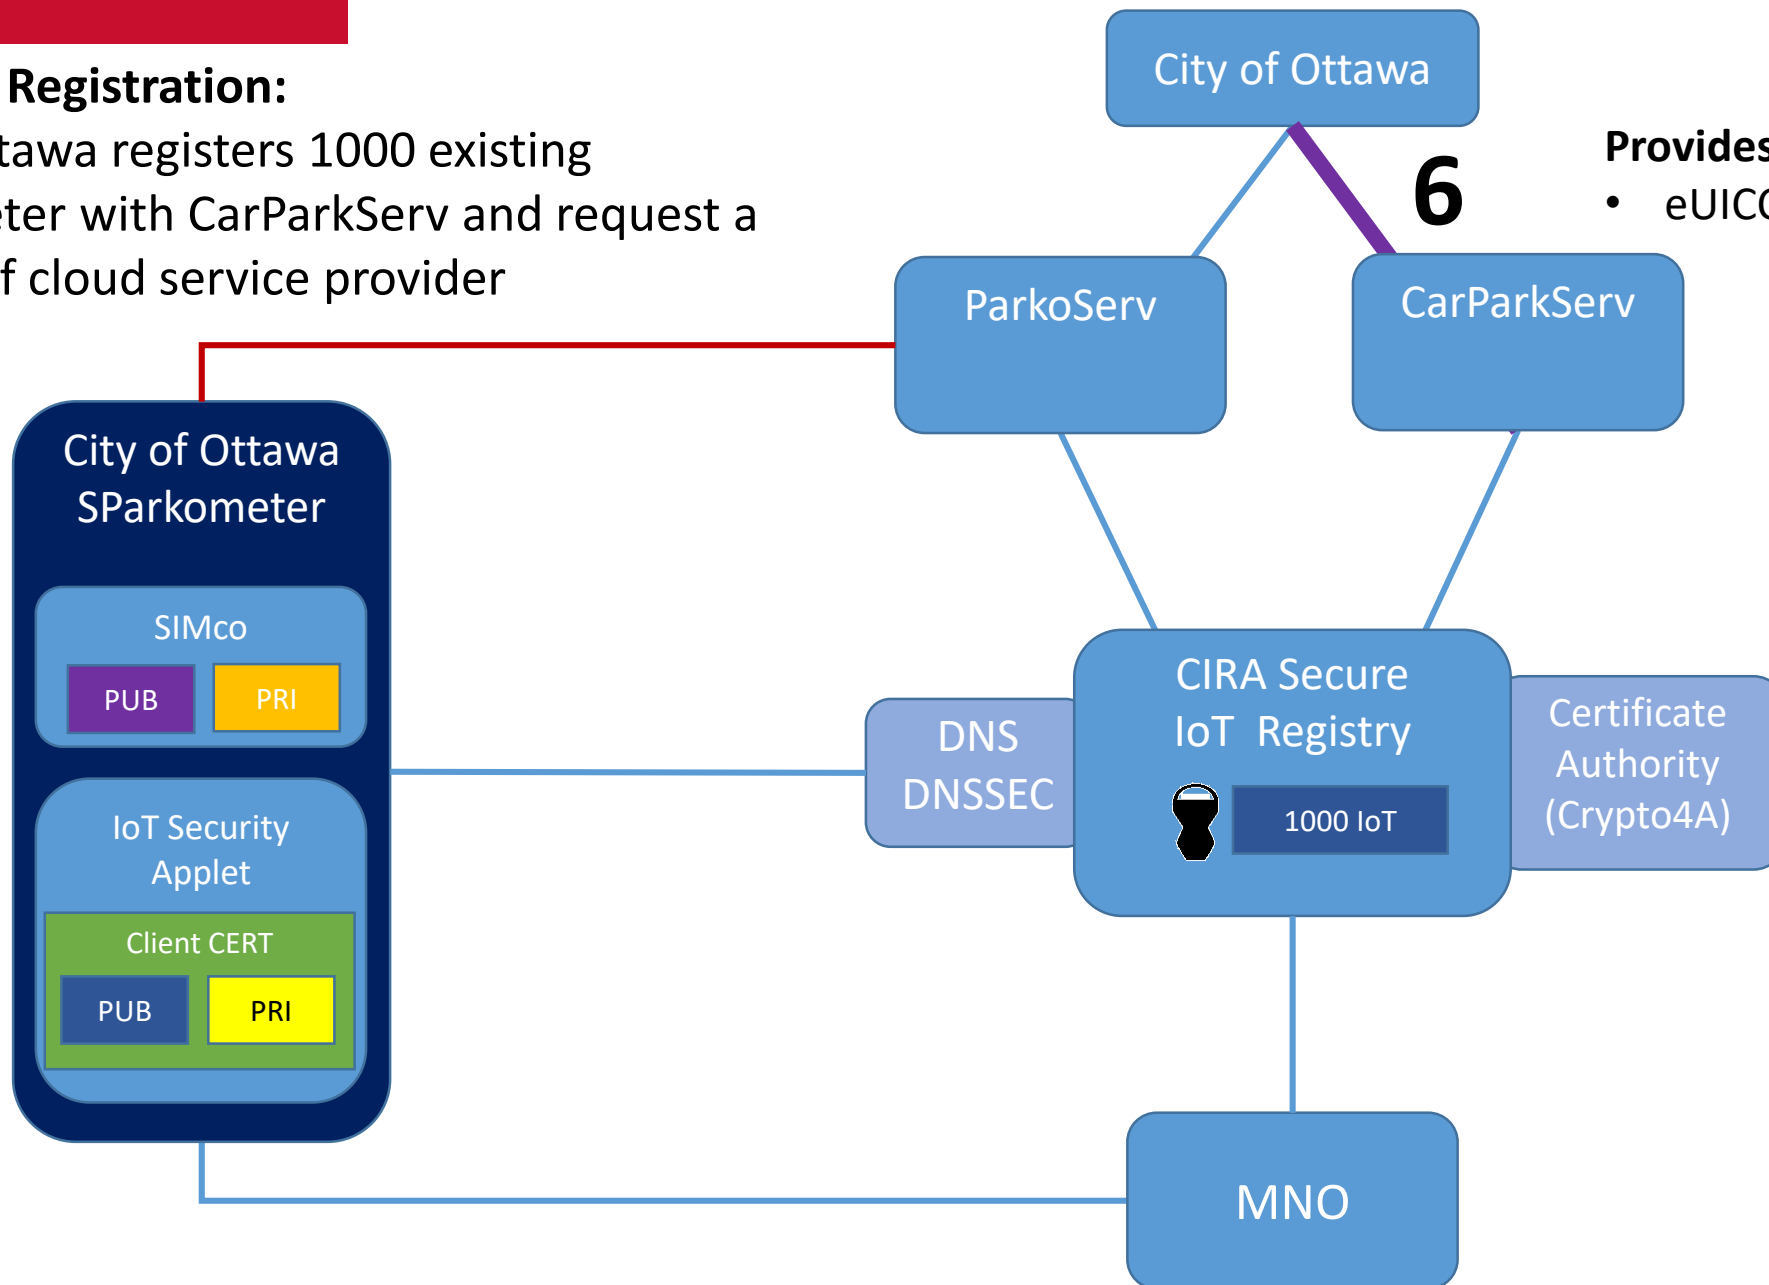 Registration:
tawa registers 1000 existing
eter with CarParkServ and request a
f cloud service provider
City of Ottawa
6
Provides
• eUICC
ParkoServ
CarParkServ
City of Ottawa
SParkometer
SIMco
PUB
PRI
IoT Security
Applet
Client CERT
PUB
PRI
DNS
DNSSEC
CIRA Secure
IoT Registry
1000 IoT
Certificate
Authority
(Crypto4A)
MNO